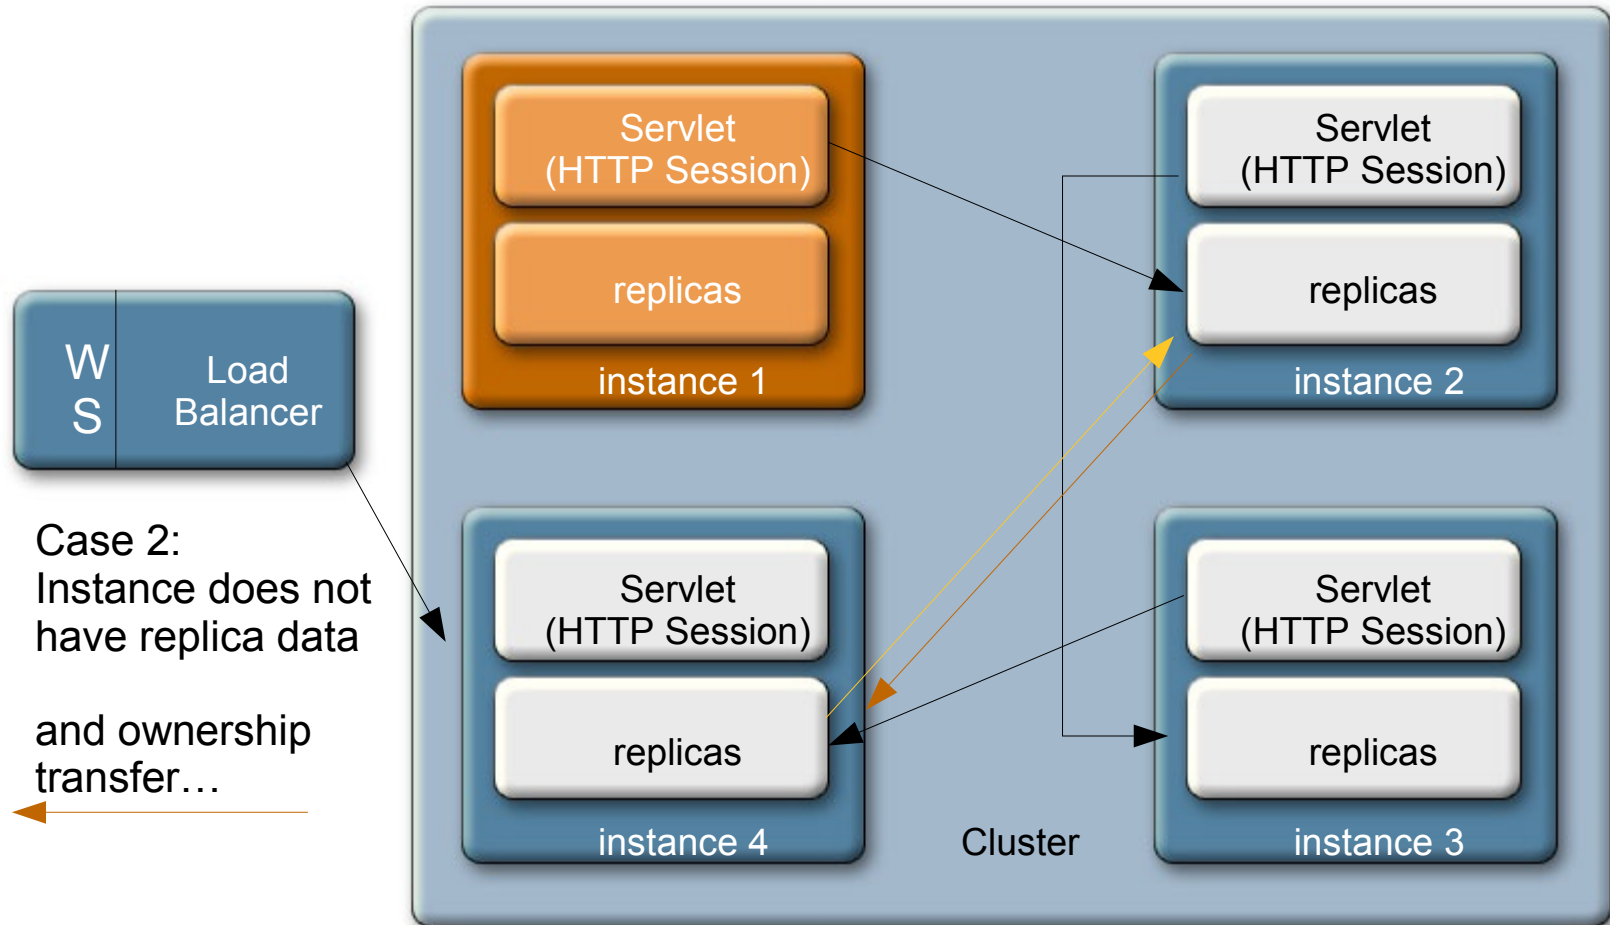 Servlet
(HTTP Session)
replicas
instance 1
Servlet
(HTTP Session)
replicas
instance 2
W
S
Load
Balancer
Case 2:
Instance does not
have replica data
and ownership
transfer…
Servlet
(HTTP Session)
replicas
instance 4
Cluster
Servlet
(HTTP Session)
replicas
instance 3